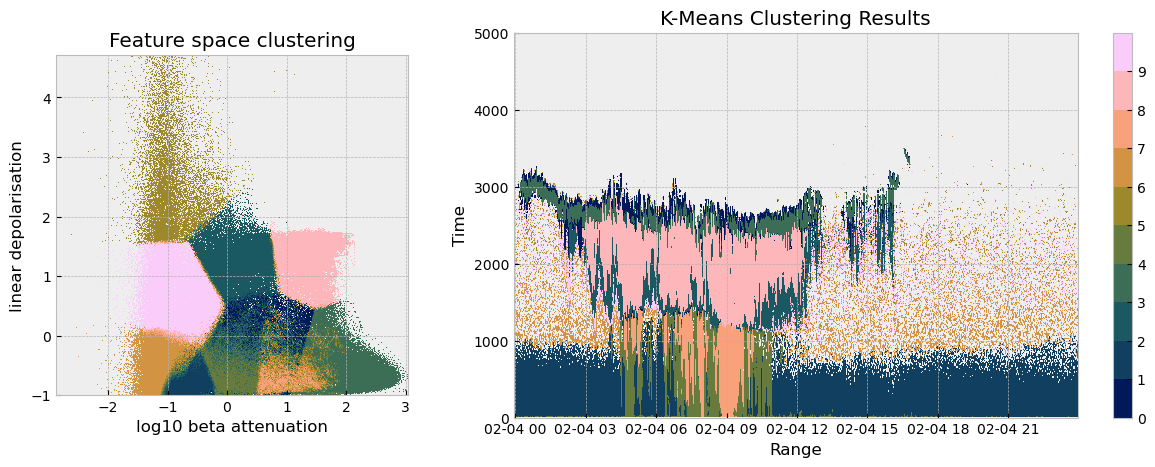 Feature space clustering
linear depolarisation
4
3
2
1
0
−1
−2 −1 0 1 2 3
log10 beta attenuation
K-Means Clustering Results
Time
5000
4000
3000
2000
1000
0
02-04 00 02-04 03 02-04 06 02-04 09 02-04 12 02-04 15 02-04 18 02-04 21
Range
9
8
7
6
5
4
3
2
1
0